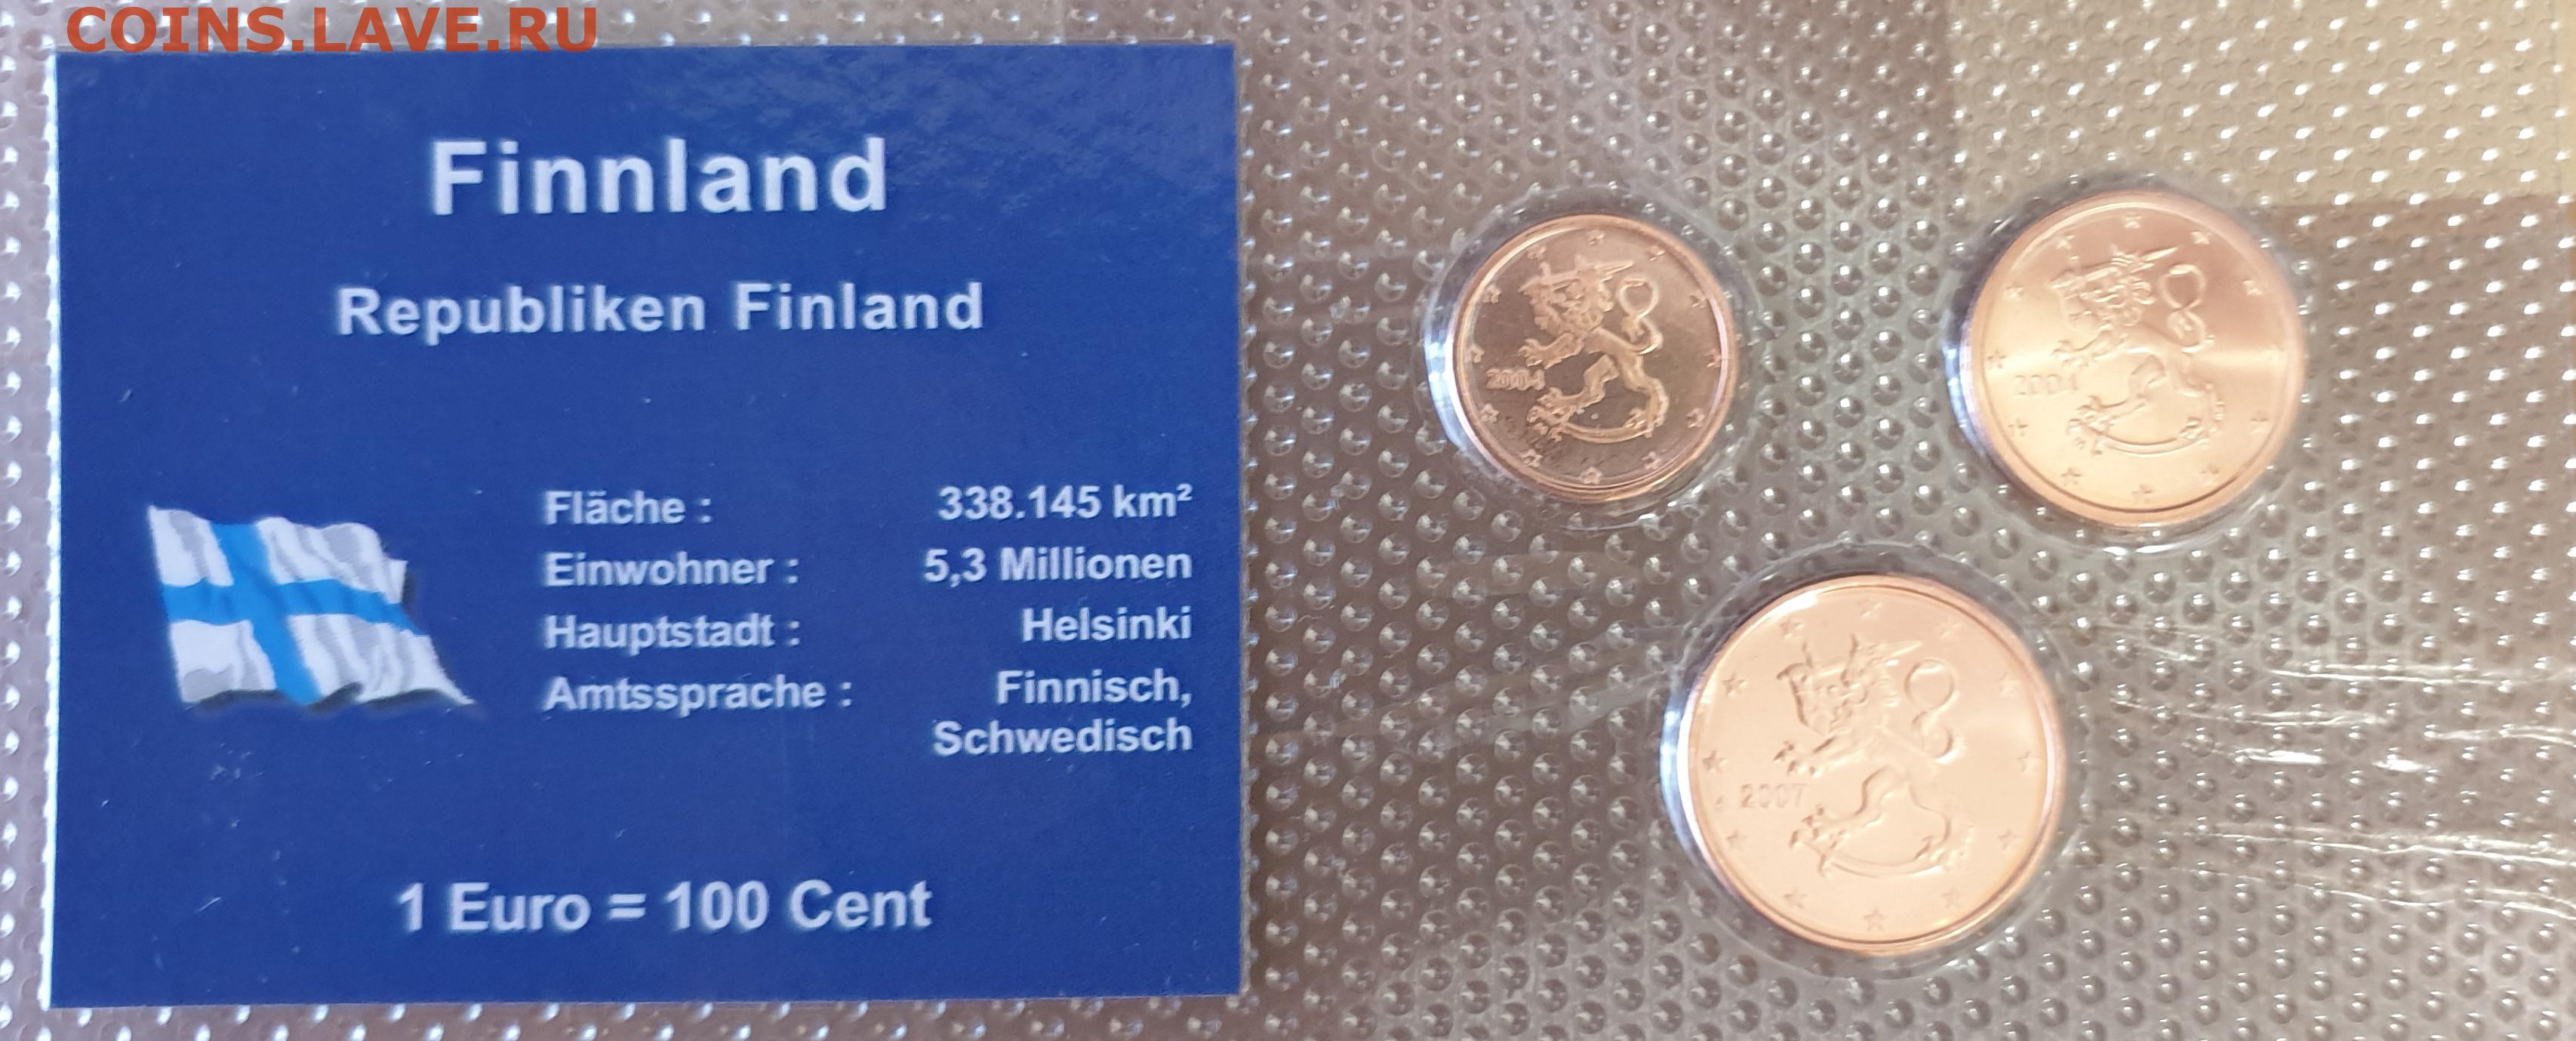 COINS.LAVE.RU
Finnland
Republiken Finland
Fläche : 338.145 km²
Einwohner : 5,3 Millionen
Hauptstadt : Helsinki
Amtssprache : Finnisch,
Schwedisch
1 Euro = 100 Cent
2004
2004
2007